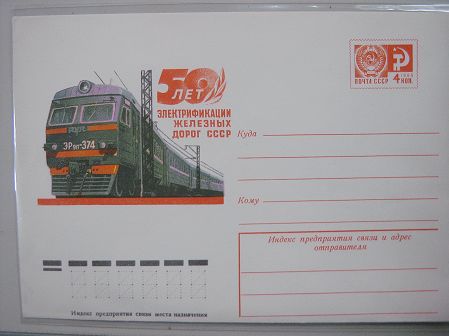 50
ЛЕТ
ЭЛЕКТРИФИКАЦИИ
ЖЕЛЕЗНЫХ
ДОРОГ СССР
ПОЧТА СССР
1966
4
КОП.
ЭР9П-374
Куда
Кому
Индекс предприятия связи и адрес
отправителя
Индекс предприятия связи места назначения